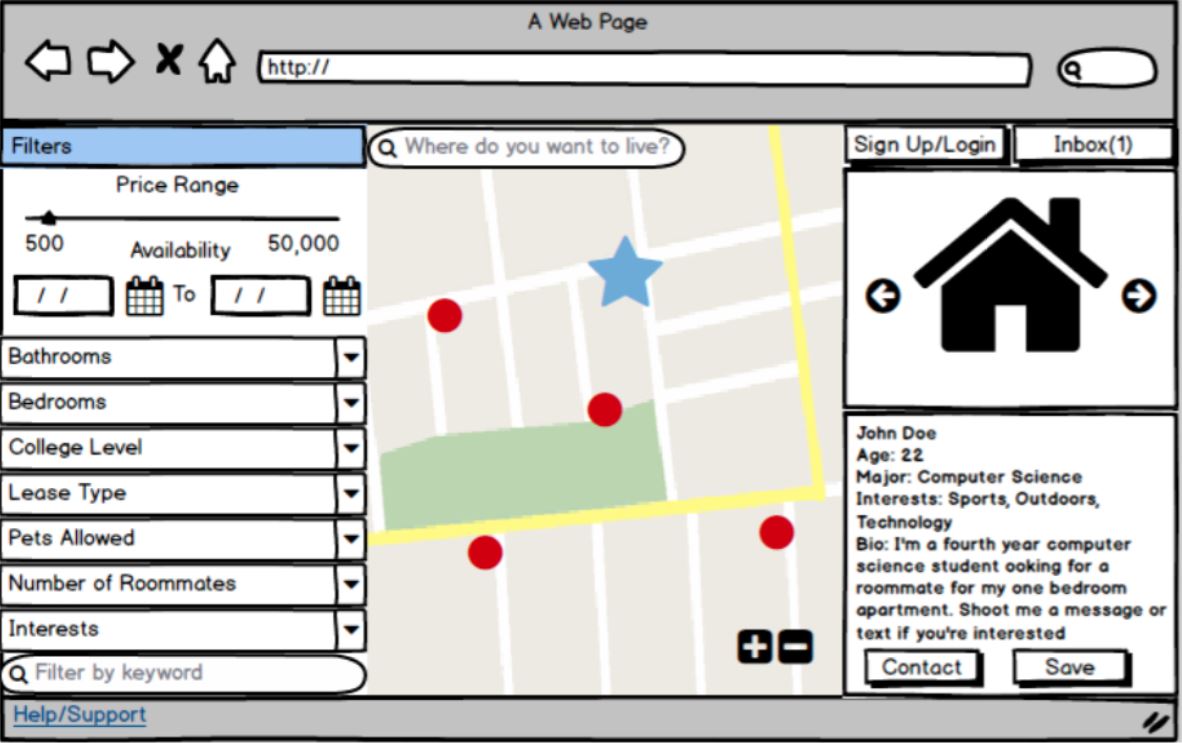 A Web Page
http://
Filters
Where do you want to live?
Sign Up/Login
Inbox(1)
Price Range
500
50,000
Availability
/ /
To
/ /
Bathrooms
Bedrooms
College Level
Lease Type
Pets Allowed
Number of Roommates
Interests
Filter by keyword
John Doe
Age: 22
Major: Computer Science
Interests: Sports, Outdoors,
Technology
Bio: I'm a fourth year computer
science student ooking for a
roommate for my one bedroom
apartment. Shoot me a message or
text if you're interested
Contact
Save
Help/Support